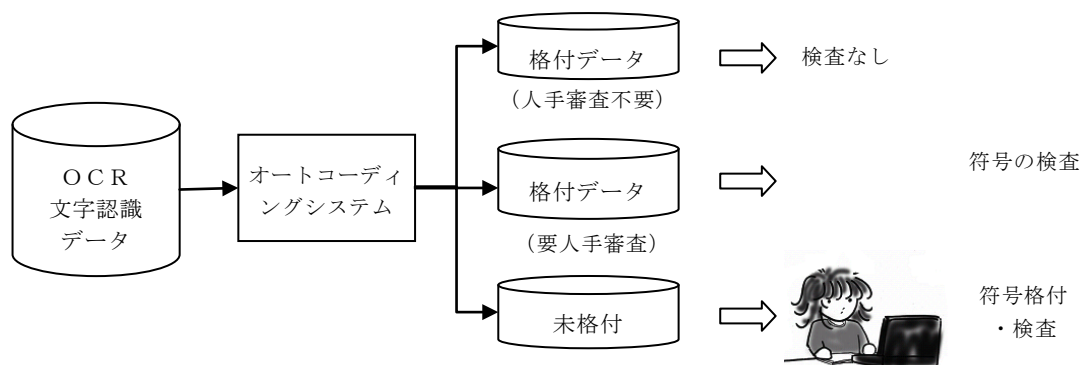 ＯＣＲ
文字認識
データ
オートコーディ
ングシステム
格付データ
（人手審査不要）
検査なし
格付データ
（要人手審査）
符号の検査
未格付
符号格付
・検査